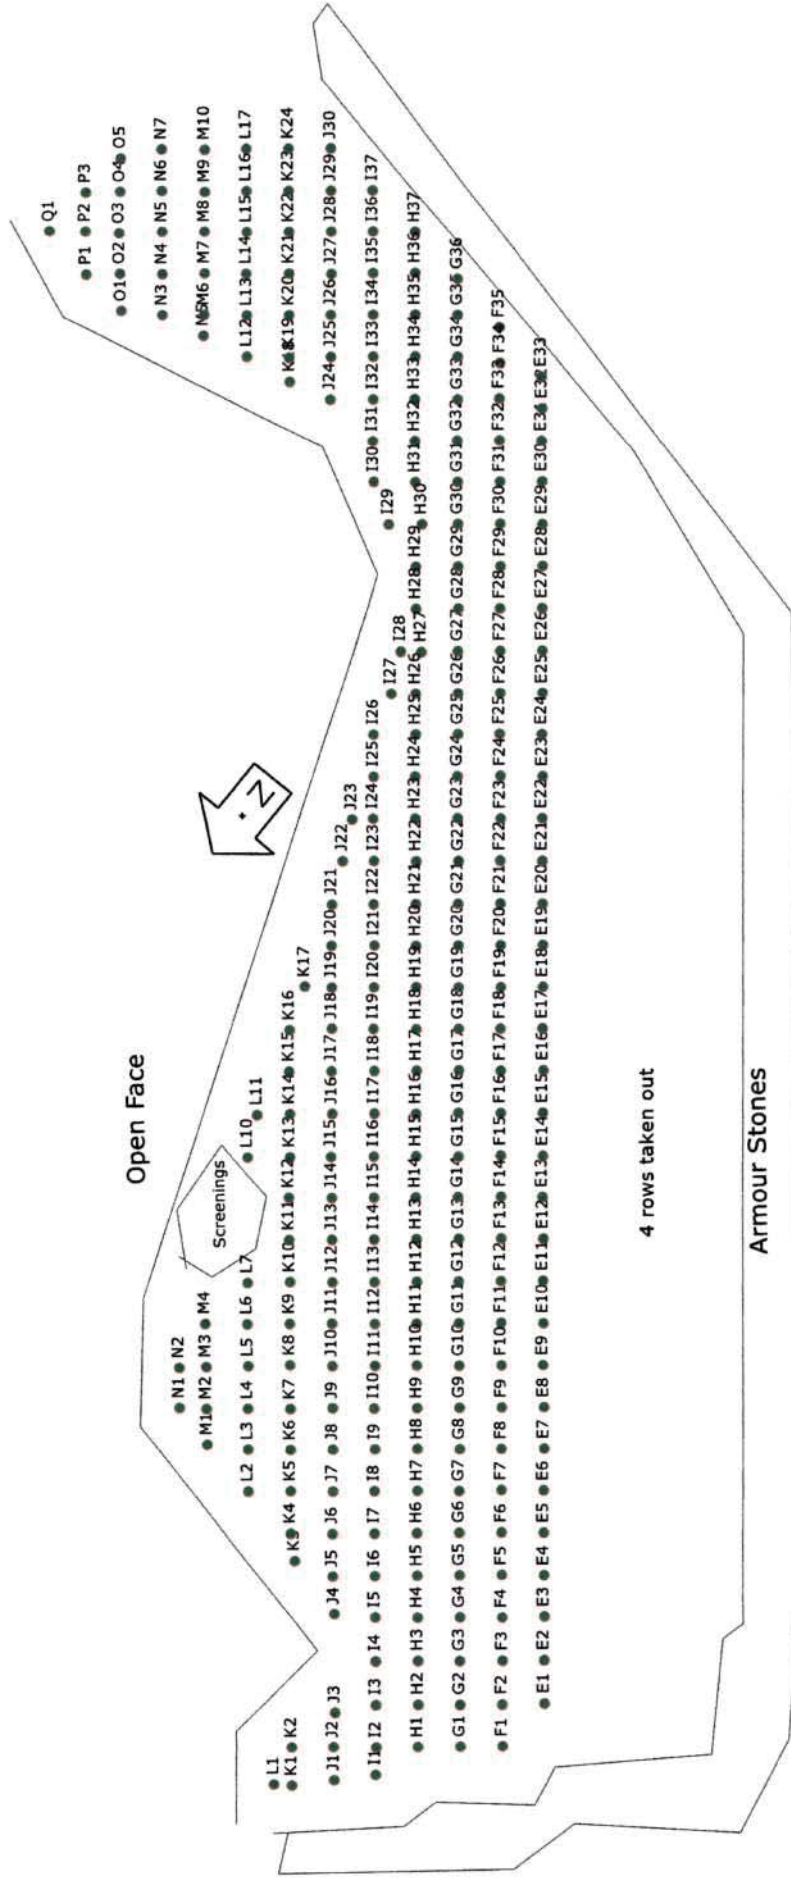 Q1
P1 P2 P3
O1 O2 O3 O4 O5
Open Face
N1 N2 N3 N4 N5 N6 N7
M1 M2 M3 M4 M5 M6 M7 M8 M9 M10
Screenings
L1 L2 L3 L4 L5 L6 L7 L10 L11 L12 L13 L14 L15 L16 L17
N
K1 K2 K3 K4 K5 K6 K7 K8 K9 K10 K11 K12 K13 K14 K15 K16 K17 K18 K19 K20 K21 K22 K23 K24
J1 J2 J3 J4 J5 J6 J7 J8 J9 J10 J11 J12 J13 J14 J15 J16 J17 J18 J19 J20 J21 J22 J23 J24 J25 J26 J27 J28 J29 J30
I1 I2 I3 I4 I5 I6 I7 I8 I9 I10 I11 I12 I13 I14 I15 I16 I17 I18 I19 I20 I21 I22 I23 I24 I25 I26 I27 I28 I29 I30 I31 I32 I33 I34 I35 I36 I37
H1 H2 H3 H4 H5 H6 H7 H8 H9 H10 H11 H12 H13 H14 H15 H16 H17 H18 H19 H20 H21 H22 H23 H24 H25 H26 H27 H28 H29 H30 H31 H32 H33 H34 H35 H36 H37
G1 G2 G3 G4 G5 G6 G7 G8 G9 G10 G11 G12 G13 G14 G15 G16 G17 G18 G19 G20 G21 G22 G23 G24 G25 G26 G27 G28 G29 G30 G31 G32 G33 G34 G35 G36
F1 F2 F3 F4 F5 F6 F7 F8 F9 F10 F11 F12 F13 F14 F15 F16 F17 F18 F19 F20 F21 F22 F23 F24 F25 F26 F27 F28 F29 F30 F31 F32 F33 F34 F35
E1 E2 E3 E4 E5 E6 E7 E8 E9 E10 E11 E12 E13 E14 E15 E16 E17 E18 E19 E20 E21 E22 E23 E24 E25 E26 E27 E28 E29 E30 E31 E32 E33
4 rows taken out
Armour Stones